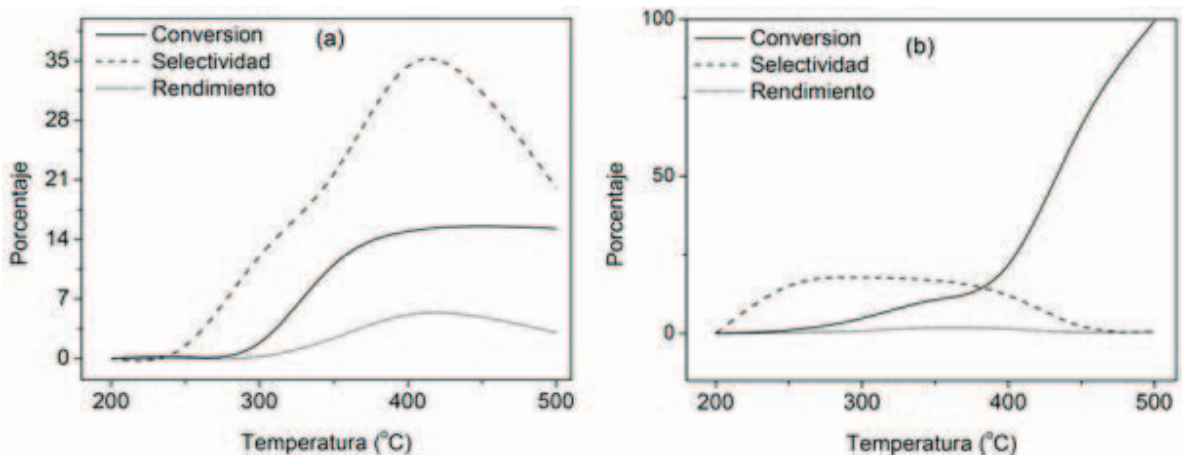 (a)
Conversion
Selectividad
Rendimiento
35
28
21
14
7
0
Porcentaje
200 300 400 500
Temperatura (°C)
(b)
Conversion
Selectividad
Rendimiento
100
50
0
Porcentaje
200 300 400 500
Temperatura (°C)